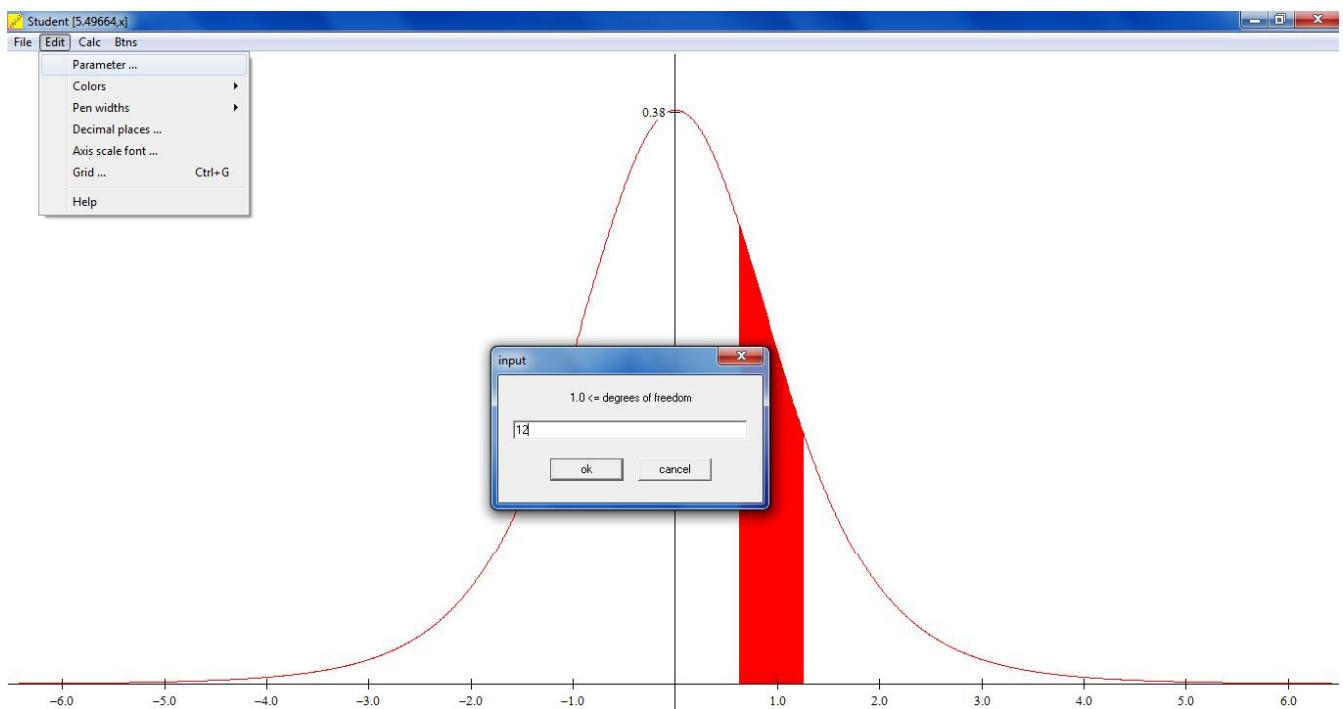 Student [5.49664,x]
File Edit Calc Btns
Parameter ...
Colors
Pen widths
Decimal places ...
Axis scale font ...
Grid ... Ctrl+G
Help
0.38
input
1.0 <= degrees of freedom
12
ok cancel
−6.0 −5.0 −4.0 −3.0 −2.0 −1.0 1.0 2.0 3.0 4.0 5.0 6.0